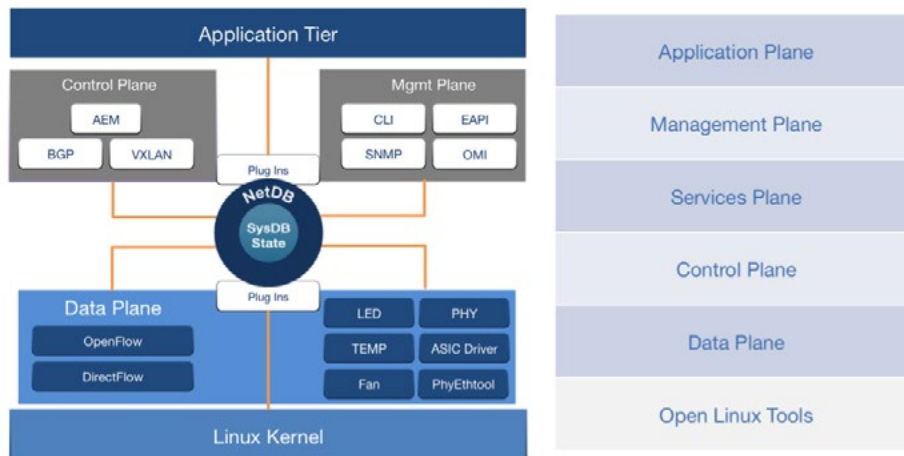 Application Tier
Control Plane
AEM
BGP
VXLAN
Mgmt Plane
CLI
EAPI
SNMP
OMI
Plug Ins
NetDB
SysDB
State
Plug Ins
Data Plane
OpenFlow
DirectFlow
LED
PHY
TEMP
ASIC Driver
Fan
PhyEthtool
Linux Kernel
Application Plane
Management Plane
Services Plane
Control Plane
Data Plane
Open Linux Tools